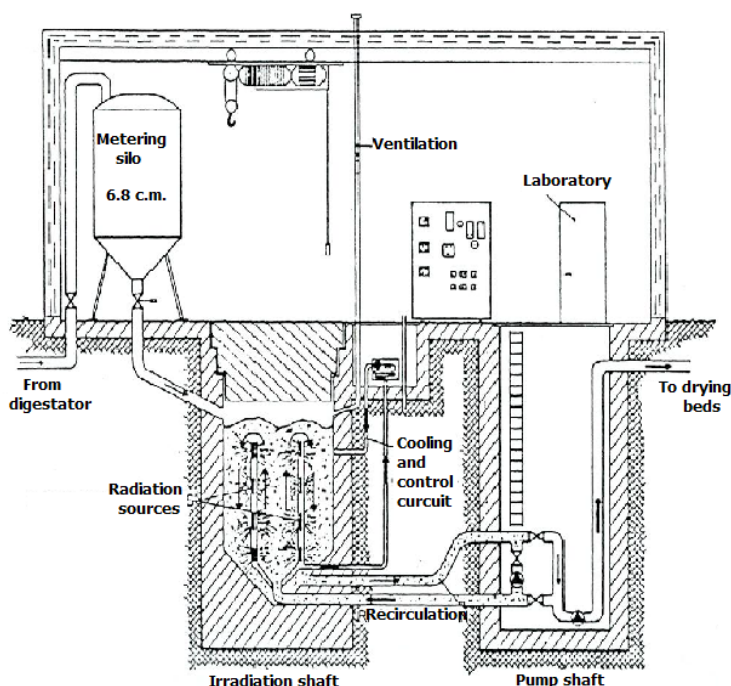 Metering
silo
6.8 c.m.
Ventilation
Laboratory
From
digestator
To drying
beds
Cooling
and
control
curcuit
Radiation
sources
Recirculation
Irradiation shaft
Pump shaft